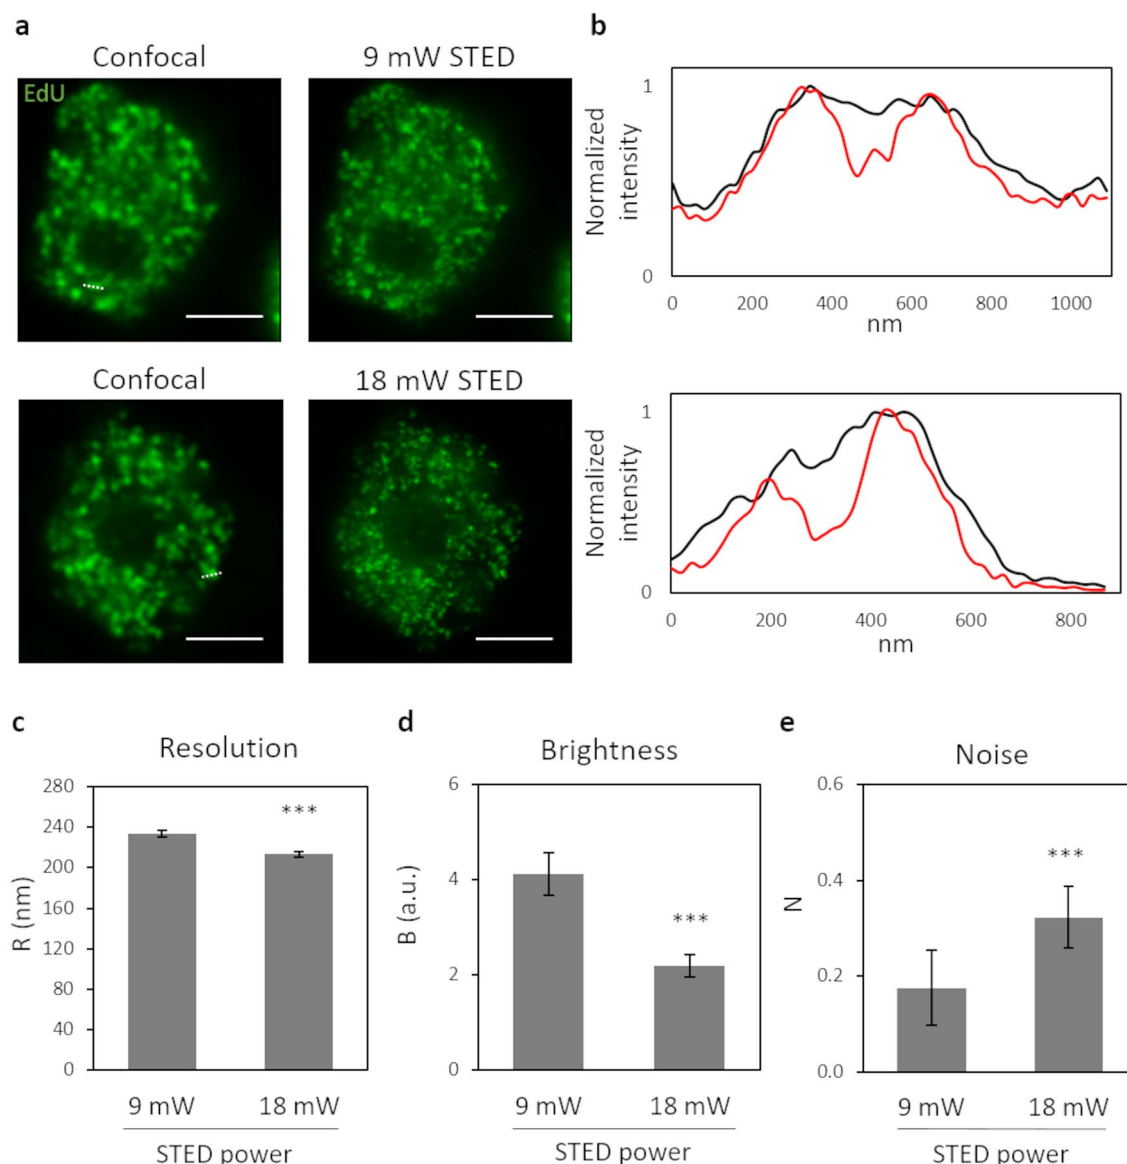 a
Confocal
9 mW STED
EdU
Confocal
18 mW STED
b
Normalized
intensity
1
0
0 200 400 600 800 1000
nm
Normalized
intensity
1
0
0 200 400 600 800
nm
c
Resolution
R (nm)
280
240
200
160
120
80
40
0
***
9 mW 18 mW
STED power
d
Brightness
B (a.u.)
6
4
2
0
***
9 mW 18 mW
STED power
e
Noise
N
0.6
0.4
0.2
0.0
***
9 mW 18 mW
STED power